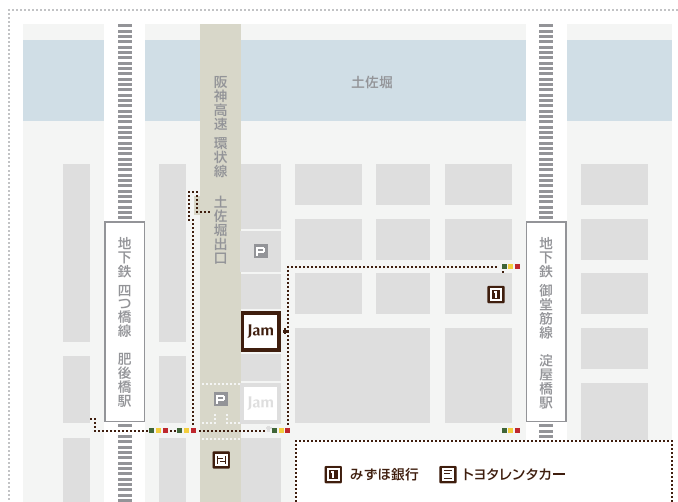 土佐堀
阪神高速 環状線 土佐堀出口
地下鉄 四つ橋線 肥後橋駅
地下鉄 御堂筋線 淀屋橋駅
P
1
Jam
P
Jam
みずほ銀行
トヨタレンタカー